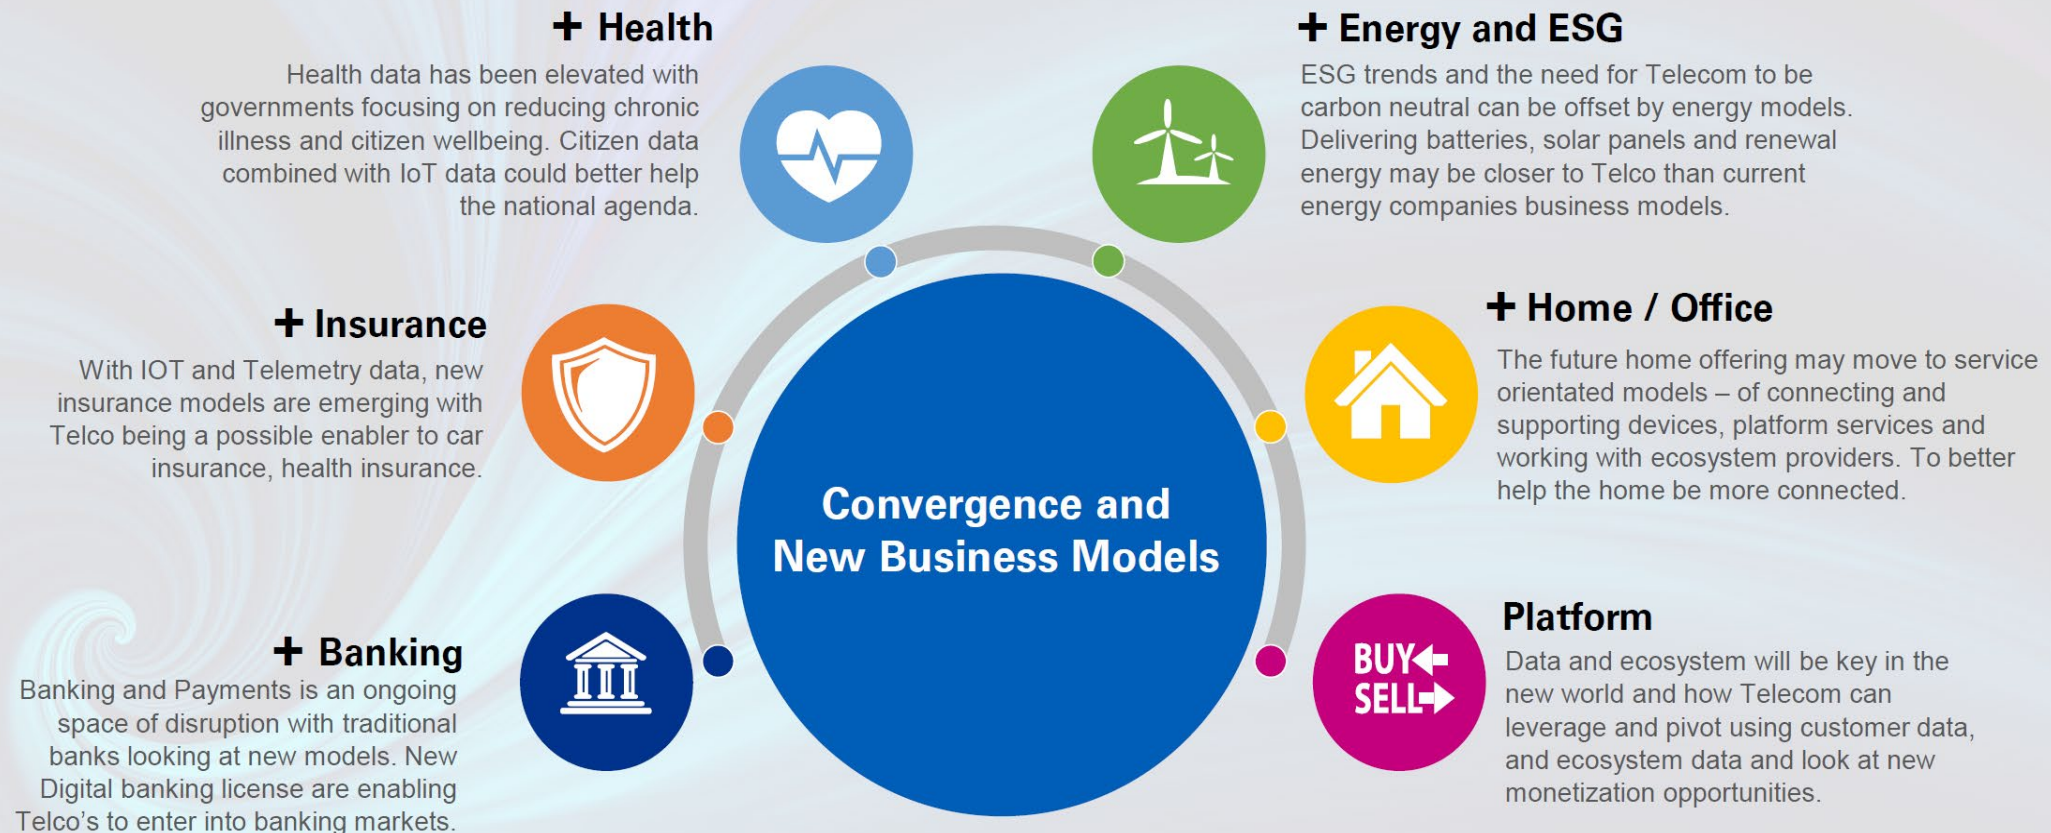 + Health
Health data has been elevated with
governments focusing on reducing chronic
illness and citizen wellbeing. Citizen data
combined with IoT data could better help
the national agenda.
+ Energy and ESG
ESG trends and the need for Telecom to be
carbon neutral can be offset by energy models.
Delivering batteries, solar panels and renewal
energy may be closer to Telco than current
energy companies business models.
+ Insurance
With IOT and Telemetry data, new
insurance models are emerging with
Telco being a possible enabler to car
insurance, health insurance.
+ Home / Office
The future home offering may move to service
orientated models – of connecting and
supporting devices, platform services and
working with ecosystem providers. To better
help the home be more connected.
Convergence and
New Business Models
+ Banking
Banking and Payments is an ongoing
space of disruption with traditional
banks looking at new models. New
Digital banking license are enabling
Telco's to enter into banking markets.
BUY
SELL
Platform
Data and ecosystem will be key in the
new world and how Telecom can
leverage and pivot using customer data,
and ecosystem data and look at new
monetization opportunities.